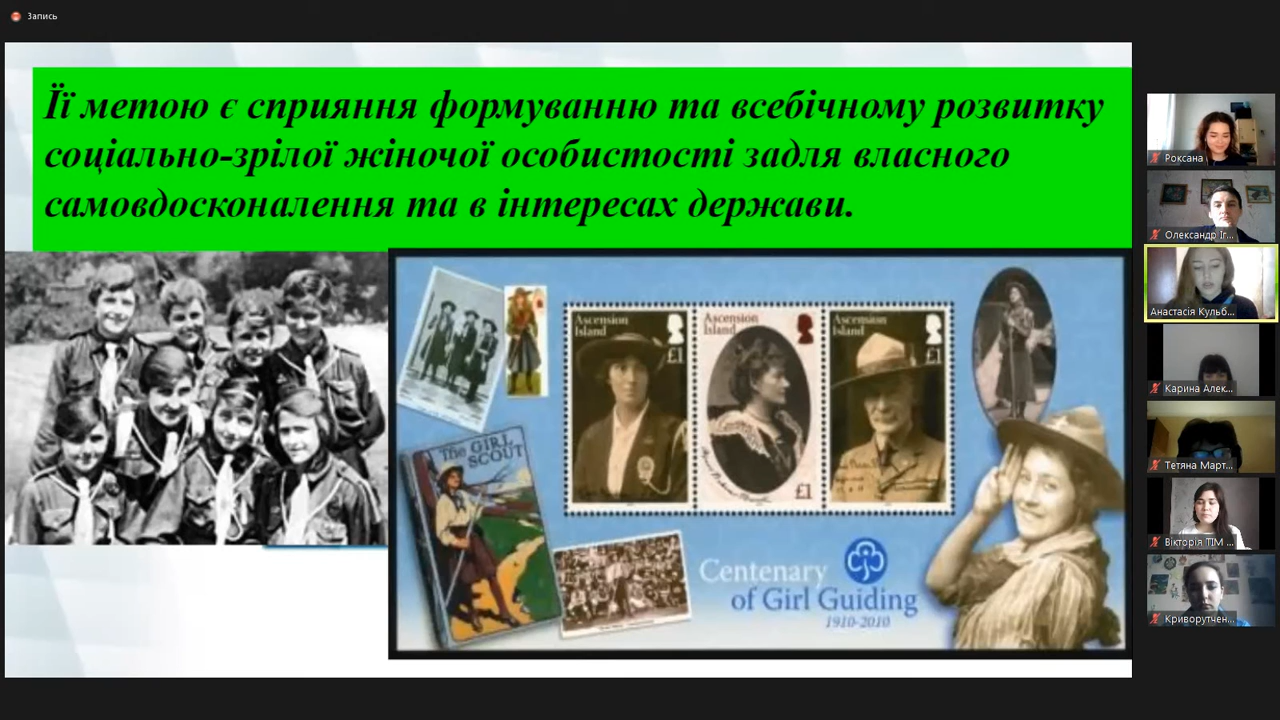 Запись
Її метою є сприяння формуванню та всебічному розвитку
соціально-зрілої жіночої особистості задля власного
самовдосконалення та в інтересах держави.
Ascension
Island
£1
Ascension
Island
£1
Ascension
Island
£1
The GIRL
SCOUT
Centenary
of Girl Guiding
1910-2010
Роксана
Олександр Іг...
Анастасія Кульб...
Карина Алек...
Тетяна Март...
Вікторія ТІМ ...
Криворутчен...